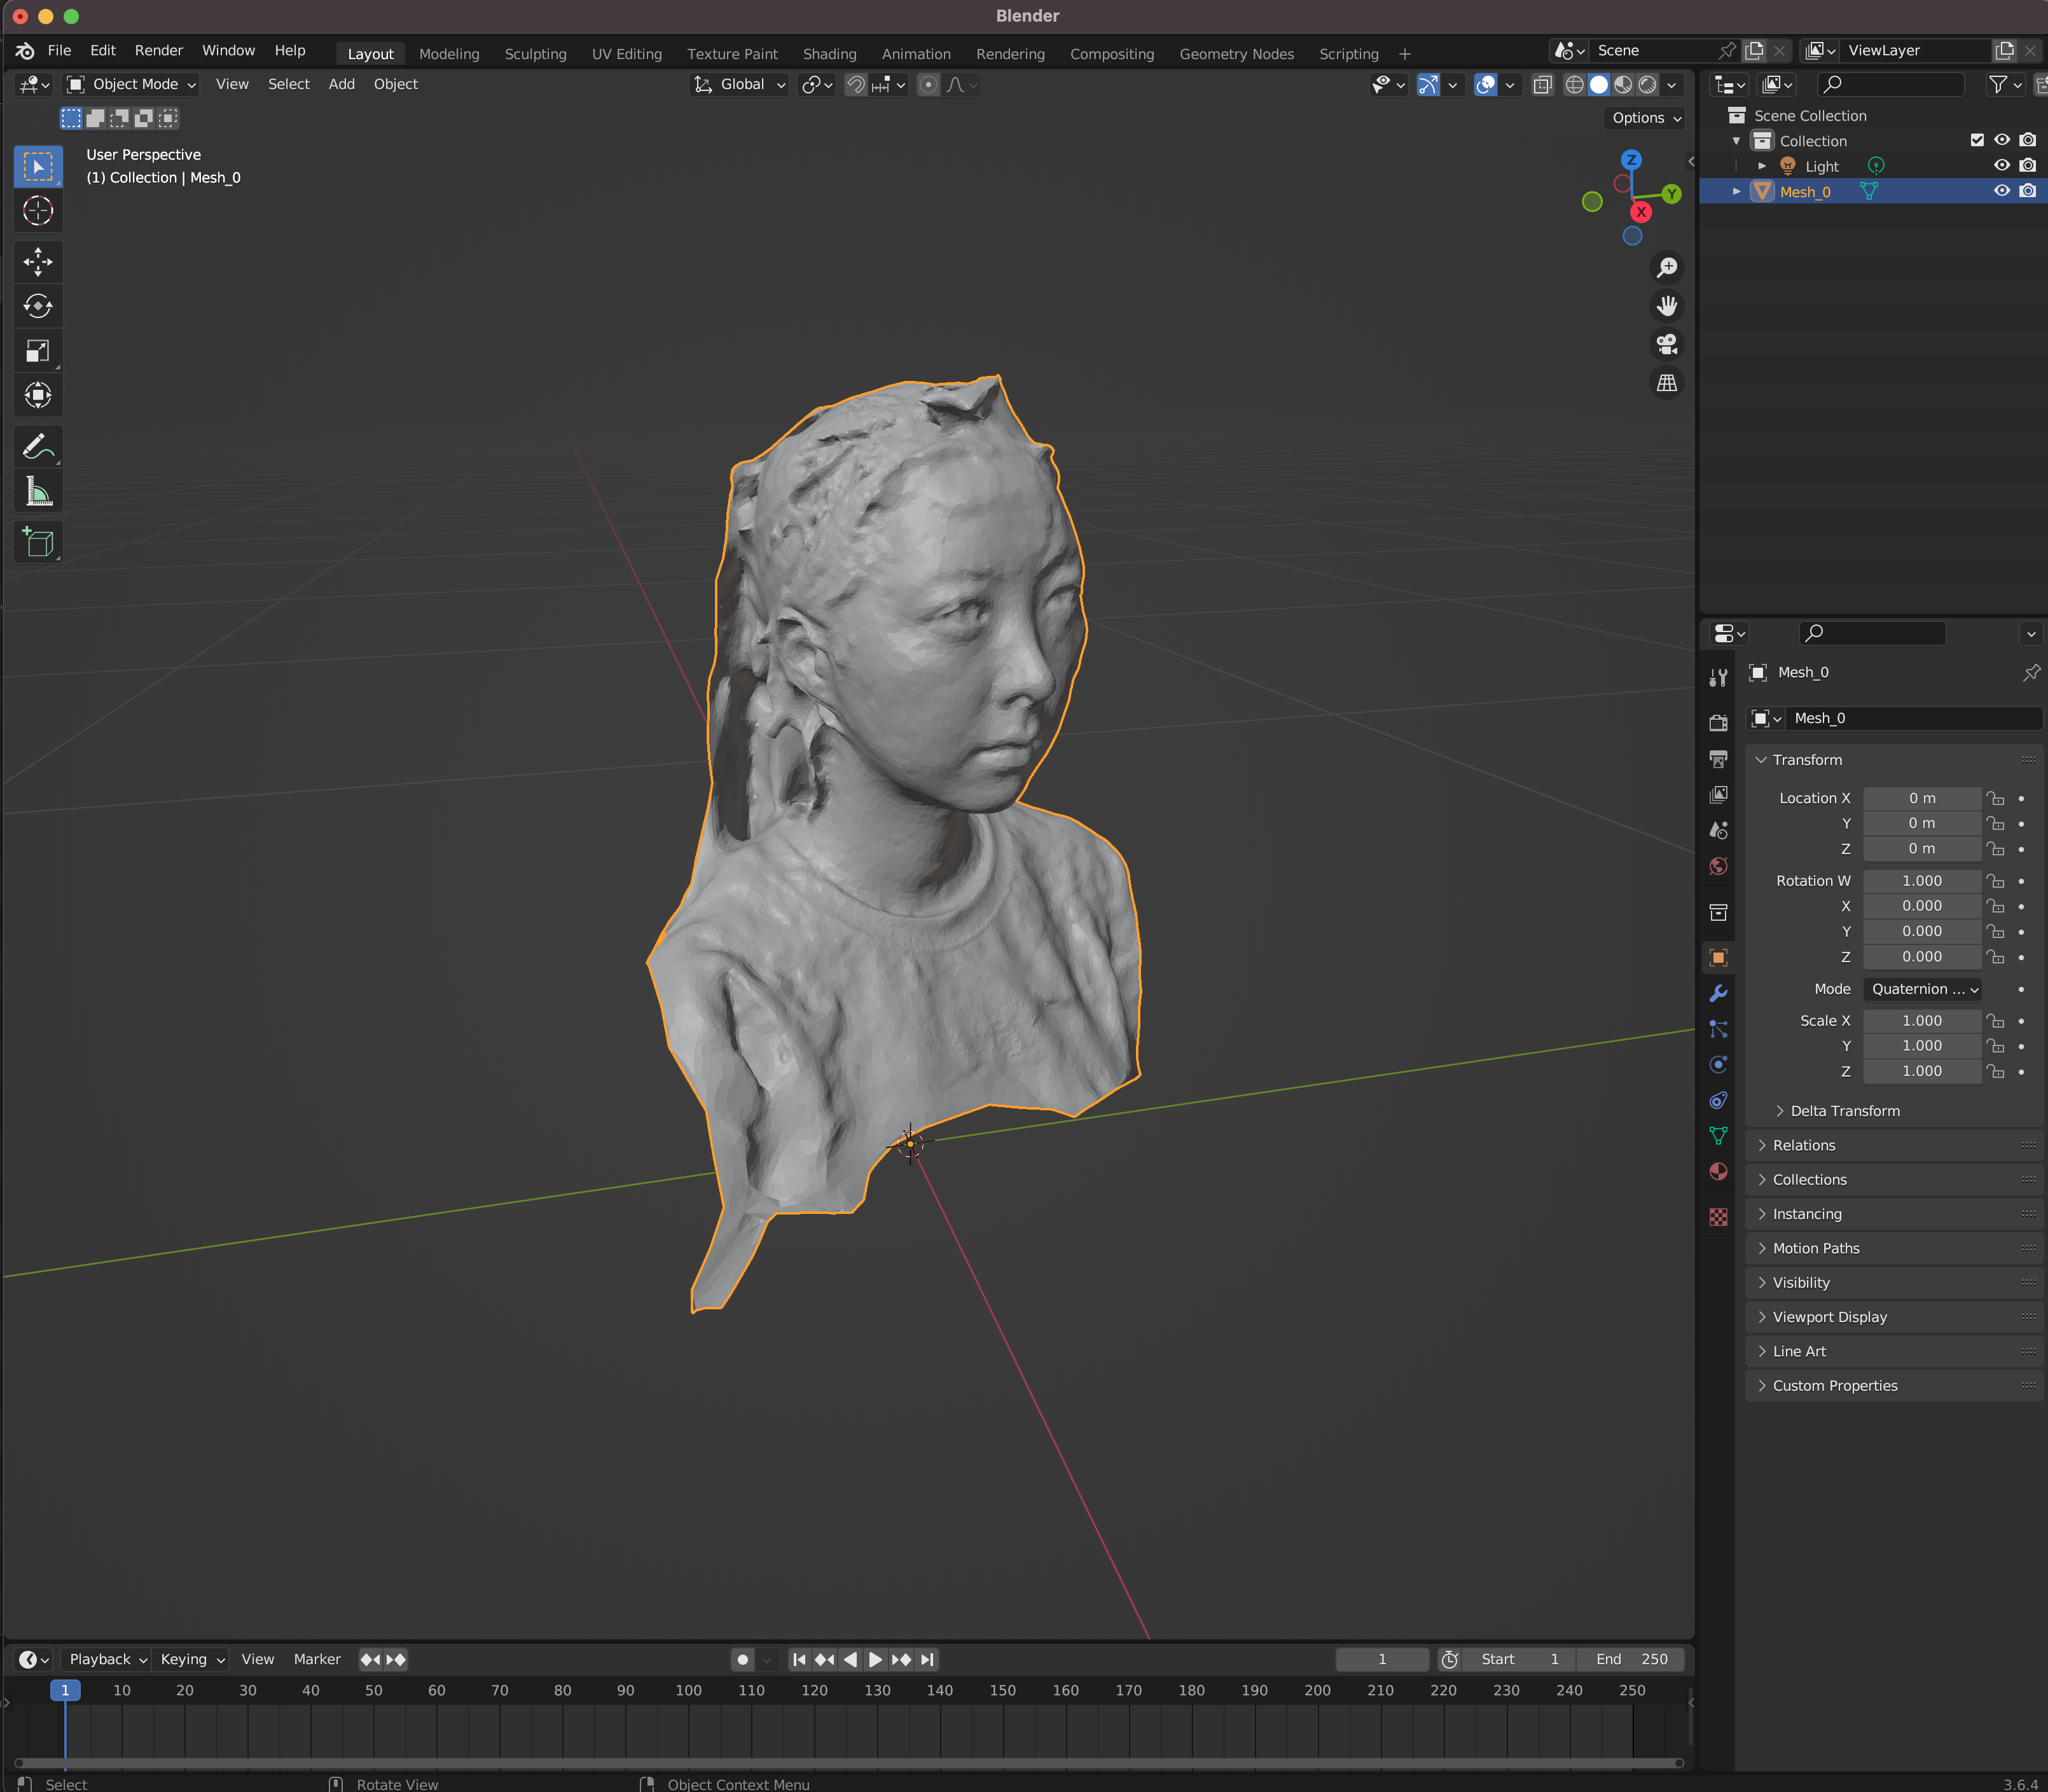 Blender
File Edit Render Window Help Layout Modeling Sculpting UV Editing Texture Paint Shading Animation Rendering Compositing Geometry Nodes Scripting + Scene ViewLayer
Object Mode View Select Add Object Global
Options
User Perspective
(1) Collection | Mesh_0
Z
Y
X
Scene Collection
Collection
Light
Mesh_0
Mesh_0
Mesh_0
Transform
Location X 0 m
Y 0 m
Z 0 m
Rotation W 1.000
X 0.000
Y 0.000
Z 0.000
Mode Quaternion ...
Scale X 1.000
Y 1.000
Z 1.000
Delta Transform
Relations
Collections
Instancing
Motion Paths
Visibility
Viewport Display
Line Art
Custom Properties
Playback Keying View Marker 1 Start 1 End 250
1 10 20 30 40 50 60 70 80 90 100 110 120 130 140 150 160 170 180 190 200 210 220 230 240 250
Select Rotate View Object Context Menu 3.6.4